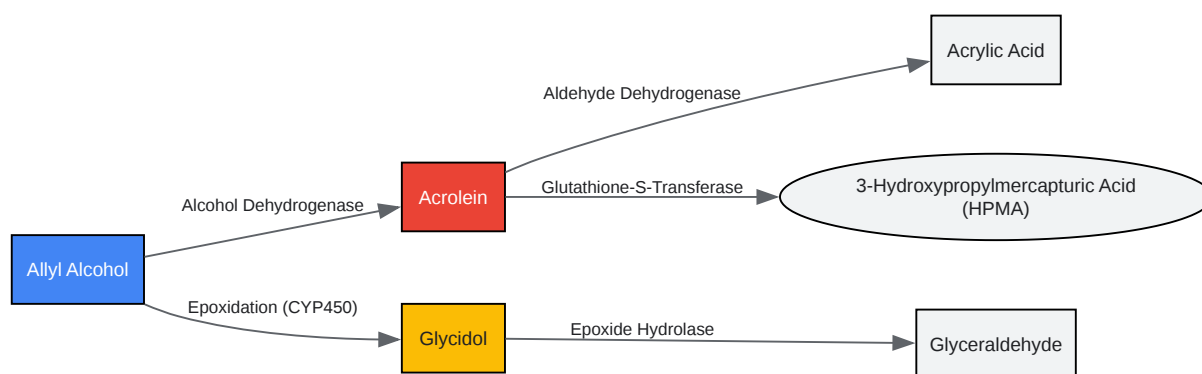 Acrylic Acid
Aldehyde Dehydrogenase
Acrolein
Glutathione-S-Transferase
3-Hydroxypropylmercapturic Acid
(HPMA)
Alcohol Dehydrogenase
Allyl Alcohol
Epoxidation (CYP450)
Glycidol
Epoxide Hydrolase
Glyceraldehyde